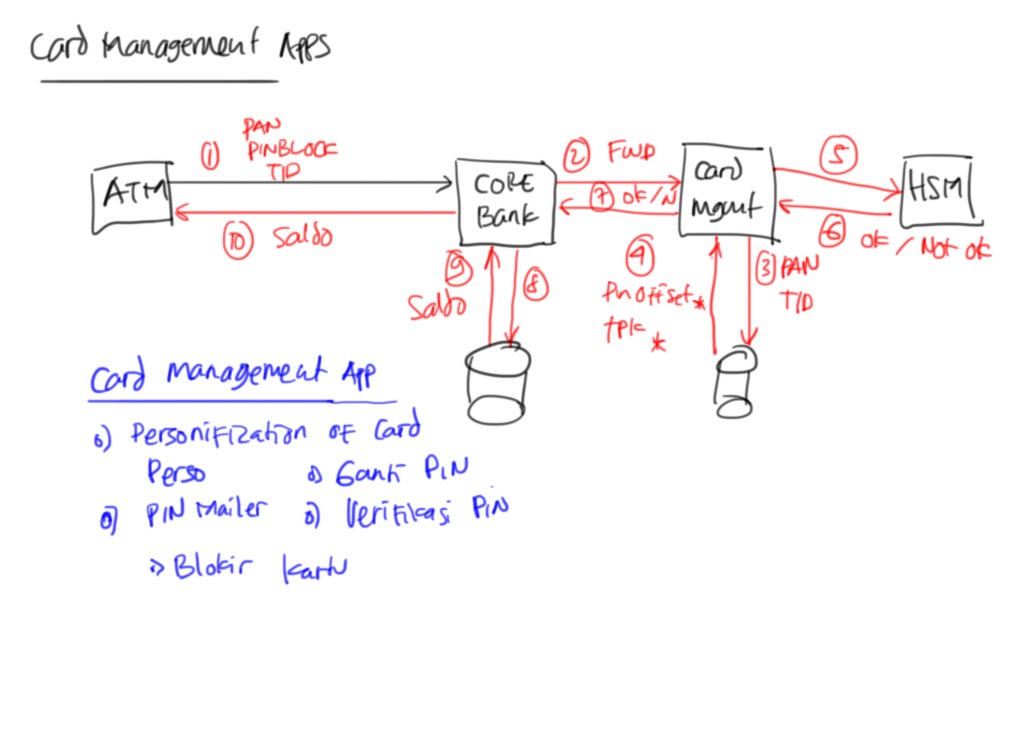 Card Management Apps
① PAN
PINBLOCK
TID
ATM
⑩ Saldo
CORE
Bank
② FWD
⑦ OK/N
Card
Mgmt
⑤
HSM
⑥ OK / Not OK
⑨
Saldo
⑧
④
Pin Offset *
TPK *
③ PAN
TID
Card Management App
o) Personifization of Card
Perso
o) Ganti PIN
o) PIN Mailer
o) Verifikasi PIN
o) Blokir Kartu